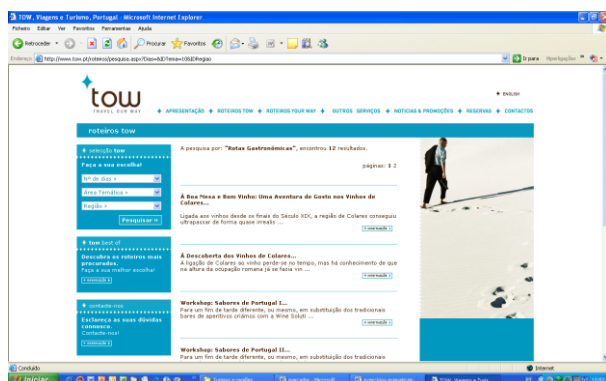 TOW, Viagens e Turismo, Portugal - Microsoft Internet Explorer
Ficheiro Editar Ver Favoritos Ferramentas Ajuda
Retroceder Procurar Favoritos
Endereço http://www.tow.pt/roteiros/pesquisa.aspx?Dias=&IDTema=10&IDRegiao Ir para Hiperligações
tow
TRAVEL OUR WAY
ENGLISH
APRESENTAÇÃO ROTEIROS TOW ROTEIROS YOUR WAY OUTROS SERVIÇOS NOTICIAS & PROMOÇÕES RESERVAS CONTACTOS
roteiros tow
selecção tow
Faça a sua escolha!
Nº de dias
Área Temática
Região
Pesquisar
tow best of
Descubra os roteiros mais procurados.
Faça a sua melhor escolha!
contacte-nos
Esclareça as suas dúvidas connosco.
Contacte-nos!
A pesquisa por: "Rotas Gastronómicas", encontrou 12 resultados.
páginas: 1 2
Á Boa Mesa e Bom Vinho: Uma Aventura de Gosto nos Vinhos de
Colares...
Ligada aos vinhos desde os finais do Século XIX, a região de Colares conseguiu
ultrapassar de forma quase irrealis ...
Á Descoberta dos Vinhos de Colares...
A ligação de Colares ao vinho perde-se no tempo, mas há conhecimento de que
na altura da ocupação romana já se fazia vin ...
Workshop: Sabores de Portugal I...
Para um fim de tarde diferente, ou mesmo, em substituição dos tradicionais
bares de aperitivos criámos com a Wine Soluti ...
Workshop: Sabores de Portugal II...
Para um fim de tarde diferente, ou mesmo, em substituição dos tradicionais
Concluído Internet
Iniciar